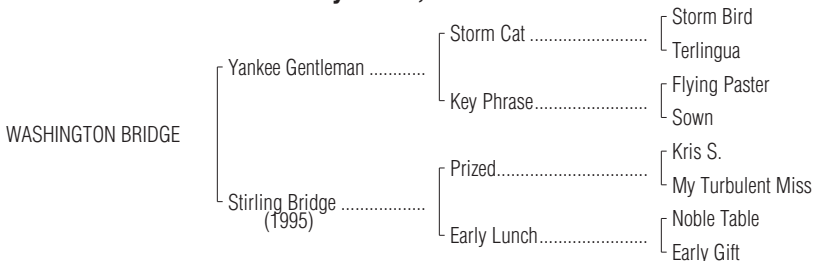 Storm Bird
Storm Cat ............................
Terlingua
Yankee Gentleman .............
Flying Paster
Key Phrase...........................
Sown
WASHINGTON BRIDGE
Kris S.
Prized...................................
My Turbulent Miss
Stirling Bridge ....................
(1995)
Noble Table
Early Lunch..........................
Early Gift